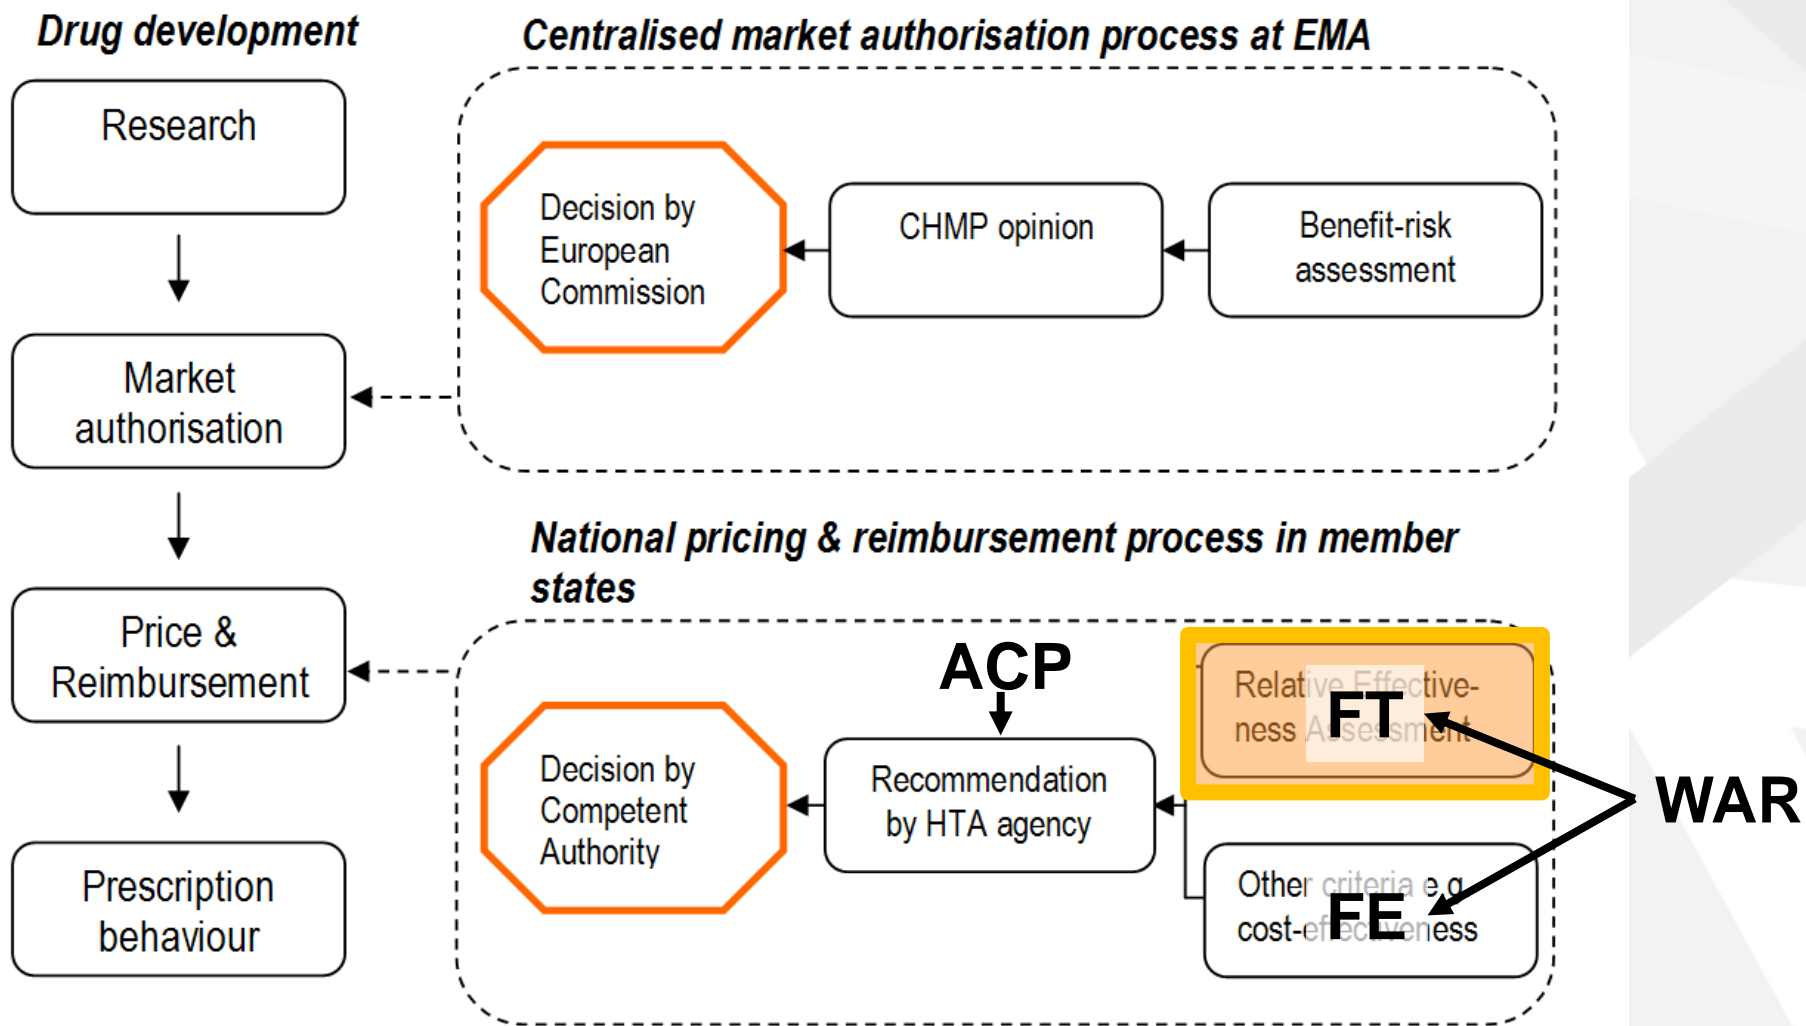 Drug development
Research
Market
authorisation
Price &
Reimbursement
Prescription
behaviour
Centralised market authorisation process at EMA
Decision by
European
Commission
CHMP opinion
Benefit-risk
assessment
National pricing & reimbursement process in member
states
Decision by
Competent
Authority
ACP
Recommendation
by HTA agency
Relative Effective-
ness Assessment
FT
Other criteria e.g.
cost-effectiveness
FE
WAR